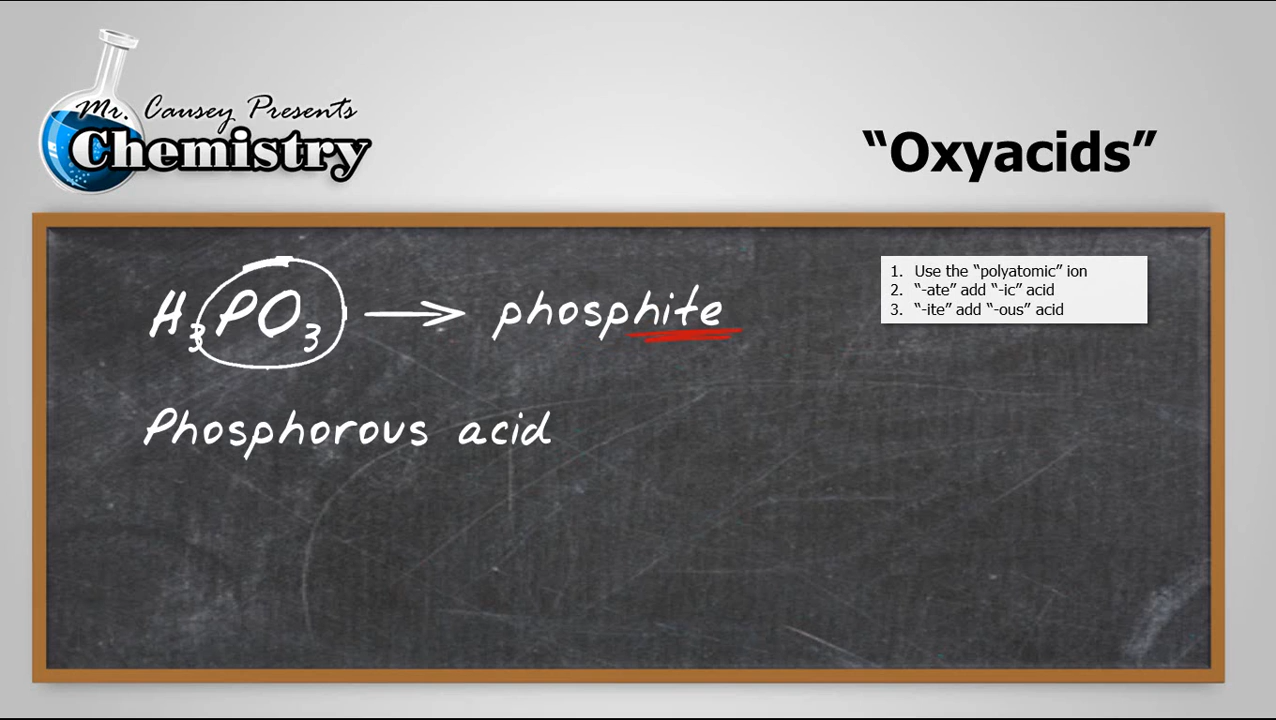 Mr. Causey Presents
Chemistry
“Oxyacids”
H₃PO₃ → phosphite
Phosphorous acid
1. Use the “polyatomic” ion
2. “-ate” add “-ic” acid
3. “-ite” add “-ous” acid